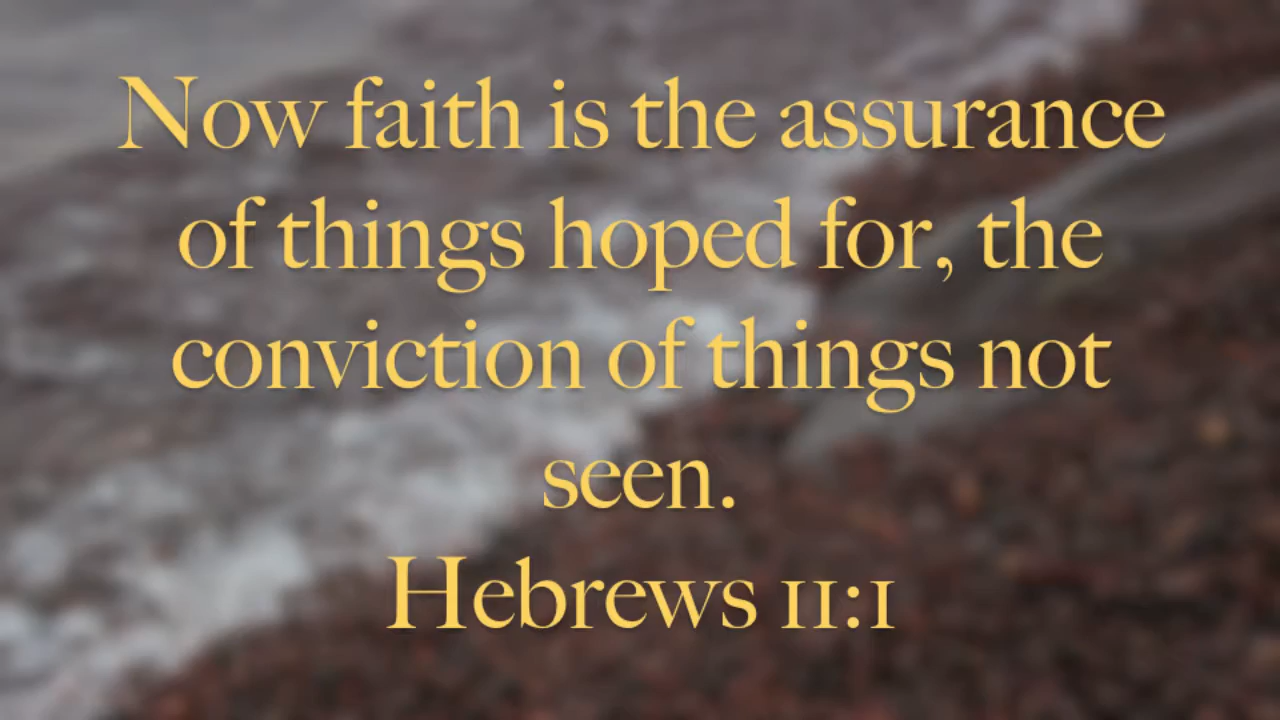 Now faith is the assurance
of things hoped for, the
conviction of things not
seen.
Hebrews 11:1